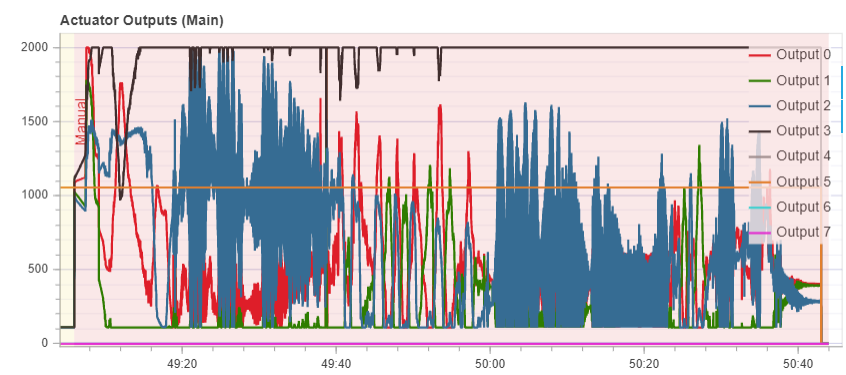 Actuator Outputs (Main)
2000
1500
1000
500
0
Manual
Output 0
Output 1
Output 2
Output 3
Output 4
Output 5
Output 6
Output 7
49:20
49:40
50:00
50:20
50:40